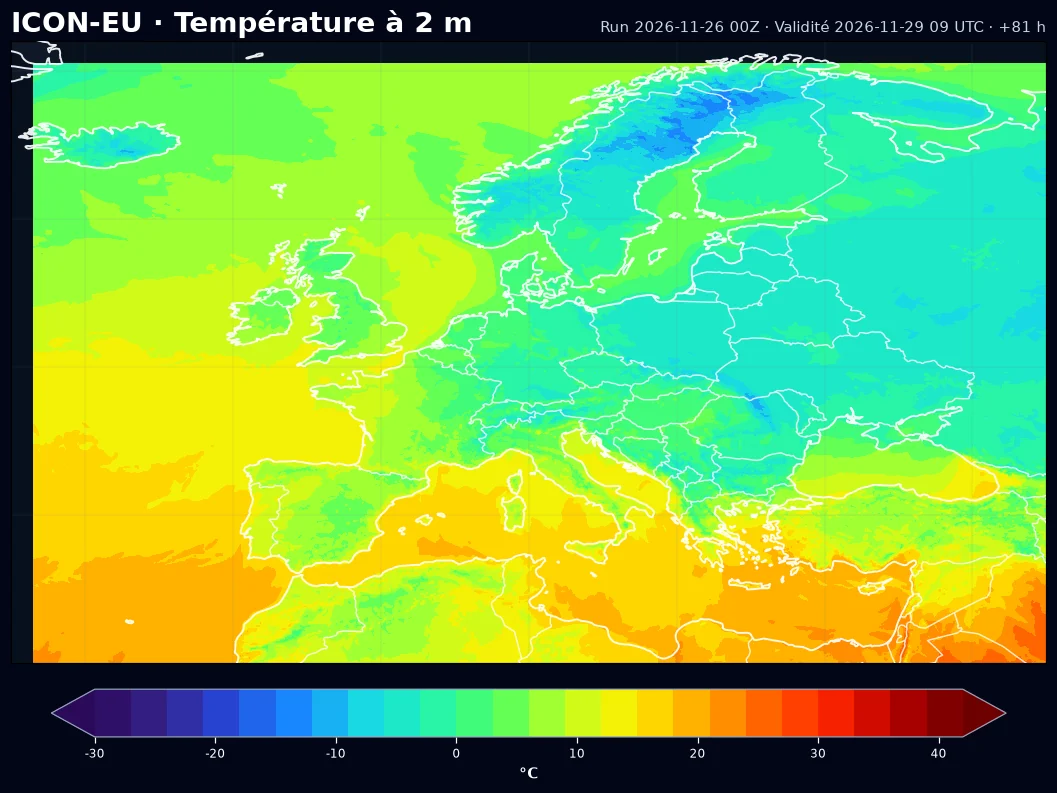 ICON-EU · Température à 2 m
Run 2026-11-26 00Z · Validité 2026-11-29 09 UTC · +81 h
-30 -20 -10 0 10 20 30 40
°C